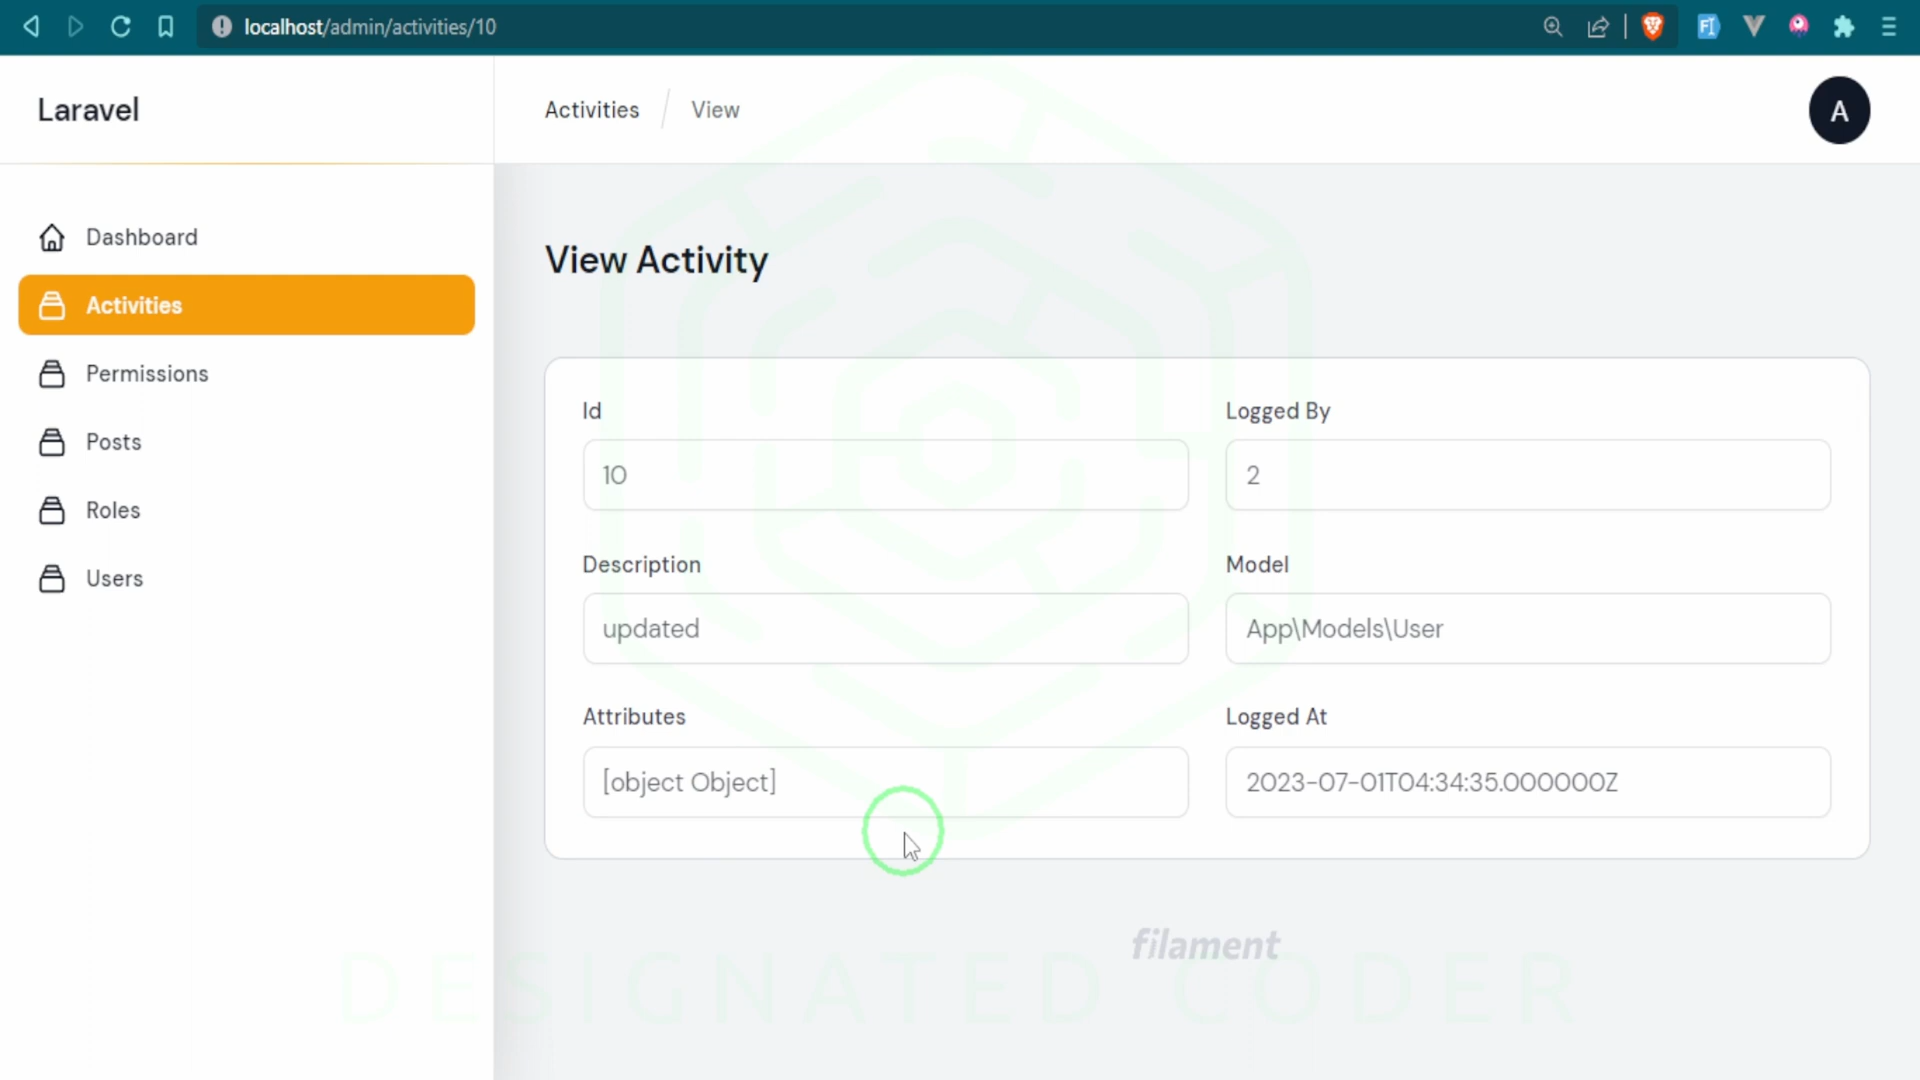 localhost/admin/activities/10
Laravel
Activities / View
A
Dashboard
Activities
Permissions
Posts
Roles
Users
View Activity
Id
Logged By
10
2
Description
Model
updated
App\Models\User
Attributes
Logged At
[object Object]
2023-07-01T04:34:35.000000Z
filament
DESIGNATED CODER